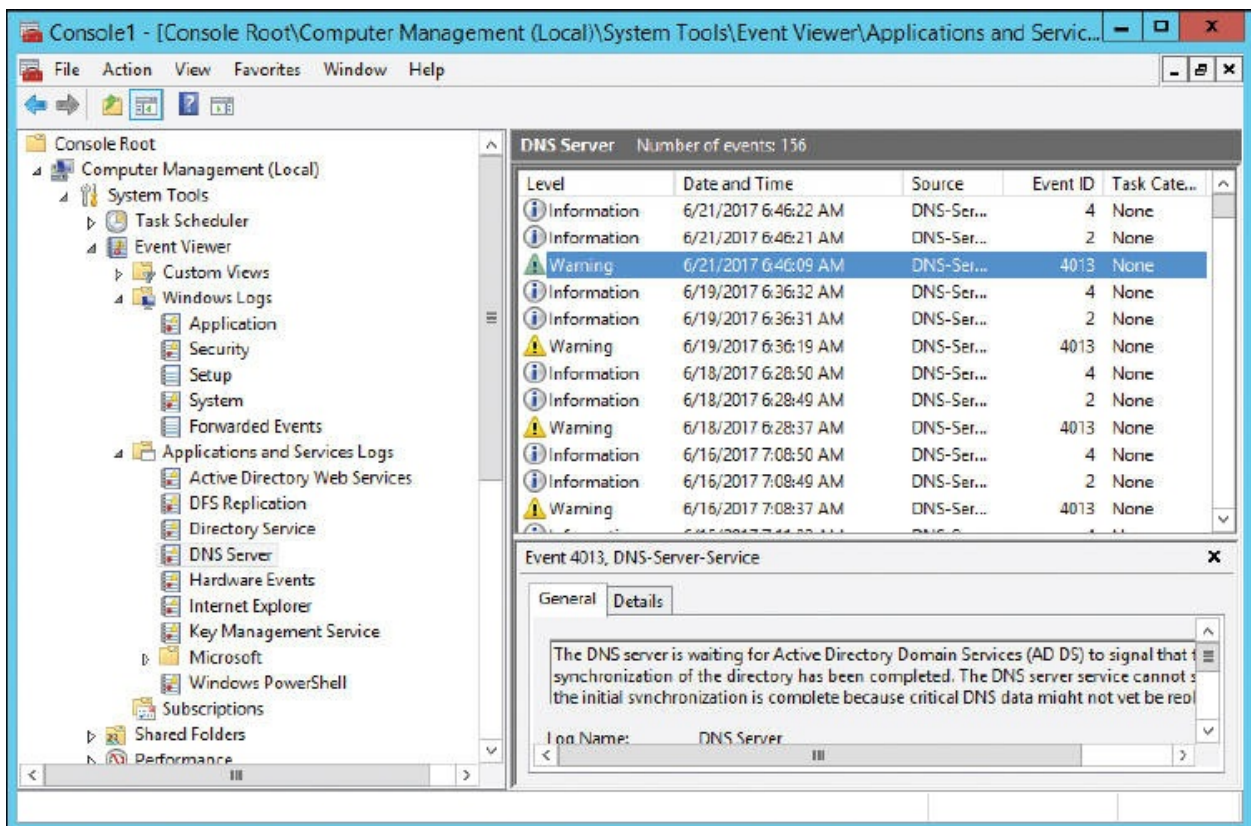 Console1 - [Console Root\Computer Management (Local)\System Tools\Event Viewer\Applications and Servic...
File Action View Favorites Window Help
Console Root
Computer Management (Local)
System Tools
Task Scheduler
Event Viewer
Custom Views
Windows Logs
Application
Security
Setup
System
Forwarded Events
Applications and Services Logs
Active Directory Web Services
DFS Replication
Directory Service
DNS Server
Hardware Events
Internet Explorer
Key Management Service
Microsoft
Windows PowerShell
Subscriptions
Shared Folders
Performance
DNS Server Number of events: 156
Level Date and Time Source Event ID Task Cate...
Information 6/21/2017 6:46:22 AM DNS-Ser... 4 None
Information 6/21/2017 6:46:21 AM DNS-Ser... 2 None
Warning 6/21/2017 6:46:09 AM DNS-Ser... 4013 None
Information 6/19/2017 6:36:32 AM DNS-Ser... 4 None
Information 6/19/2017 6:36:31 AM DNS-Ser... 2 None
Warning 6/19/2017 6:36:19 AM DNS-Ser... 4013 None
Information 6/18/2017 6:28:50 AM DNS-Ser... 4 None
Information 6/18/2017 6:28:49 AM DNS-Ser... 2 None
Warning 6/18/2017 6:28:37 AM DNS-Ser... 4013 None
Information 6/16/2017 7:08:50 AM DNS-Ser... 4 None
Information 6/16/2017 7:08:49 AM DNS-Ser... 2 None
Warning 6/16/2017 7:08:37 AM DNS-Ser... 4013 None
Event 4013, DNS-Server-Service
General Details
The DNS server is waiting for Active Directory Domain Services (AD DS) to signal that
synchronization of the directory has been completed. The DNS server service cannot
the initial synchronization is complete because critical DNS data might not yet be
Log Name: DNS Server